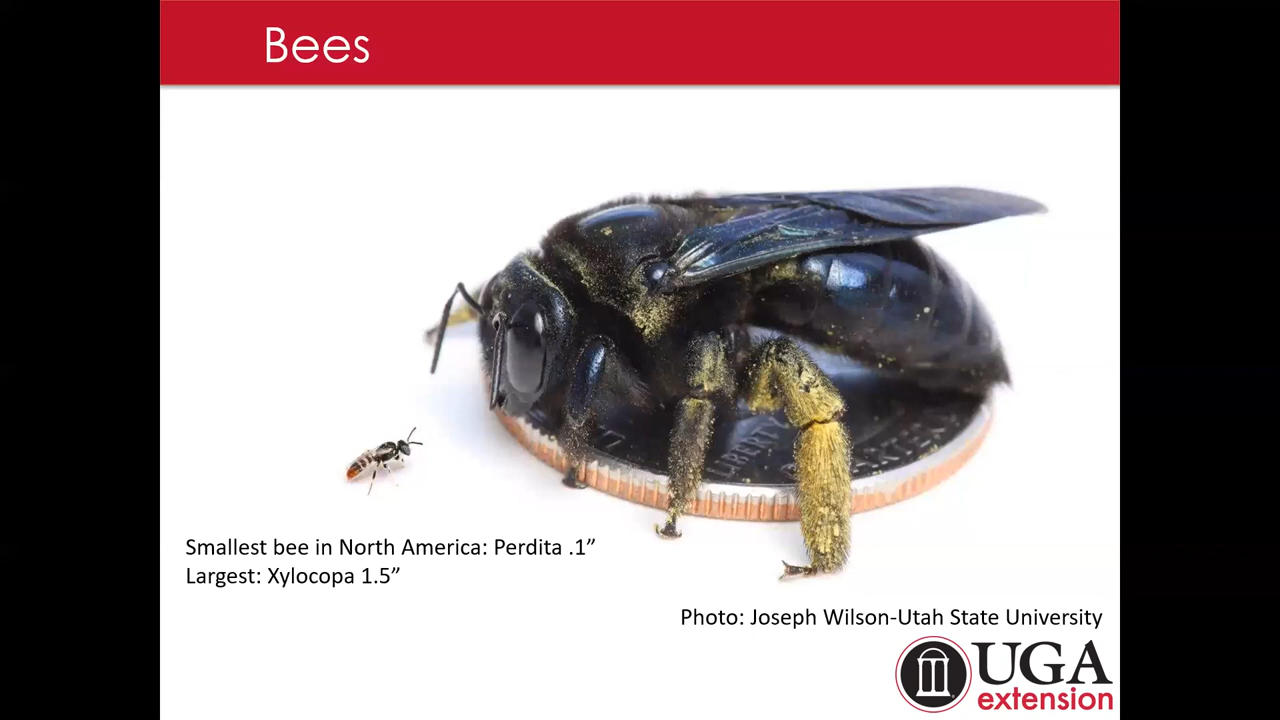 Bees
LIBERTY
Smallest bee in North America: Perdita .1”
Largest: Xylocopa 1.5”
Photo: Joseph Wilson-Utah State University
UGA
extension